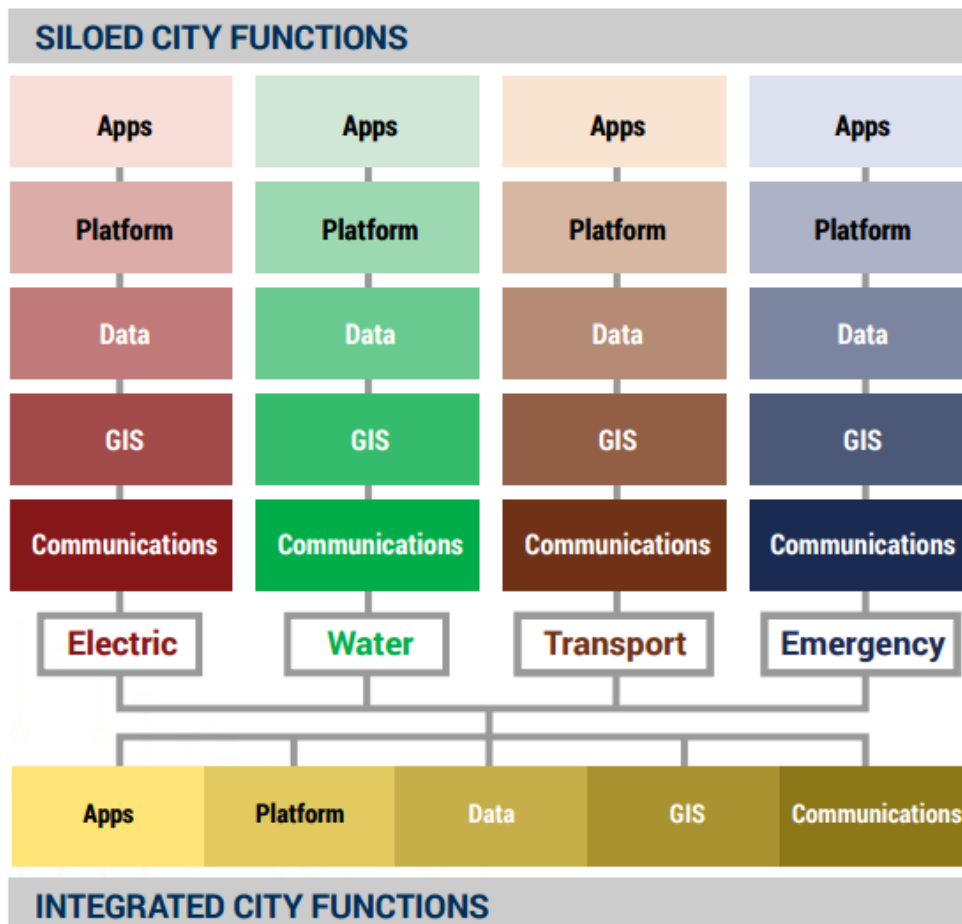 SILOED CITY FUNCTIONS
Apps Apps Apps Apps
Platform Platform Platform Platform
Data Data Data Data
GIS GIS GIS GIS
Communications Communications Communications Communications
Electric Water Transport Emergency
Apps Platform Data GIS Communications
INTEGRATED CITY FUNCTIONS